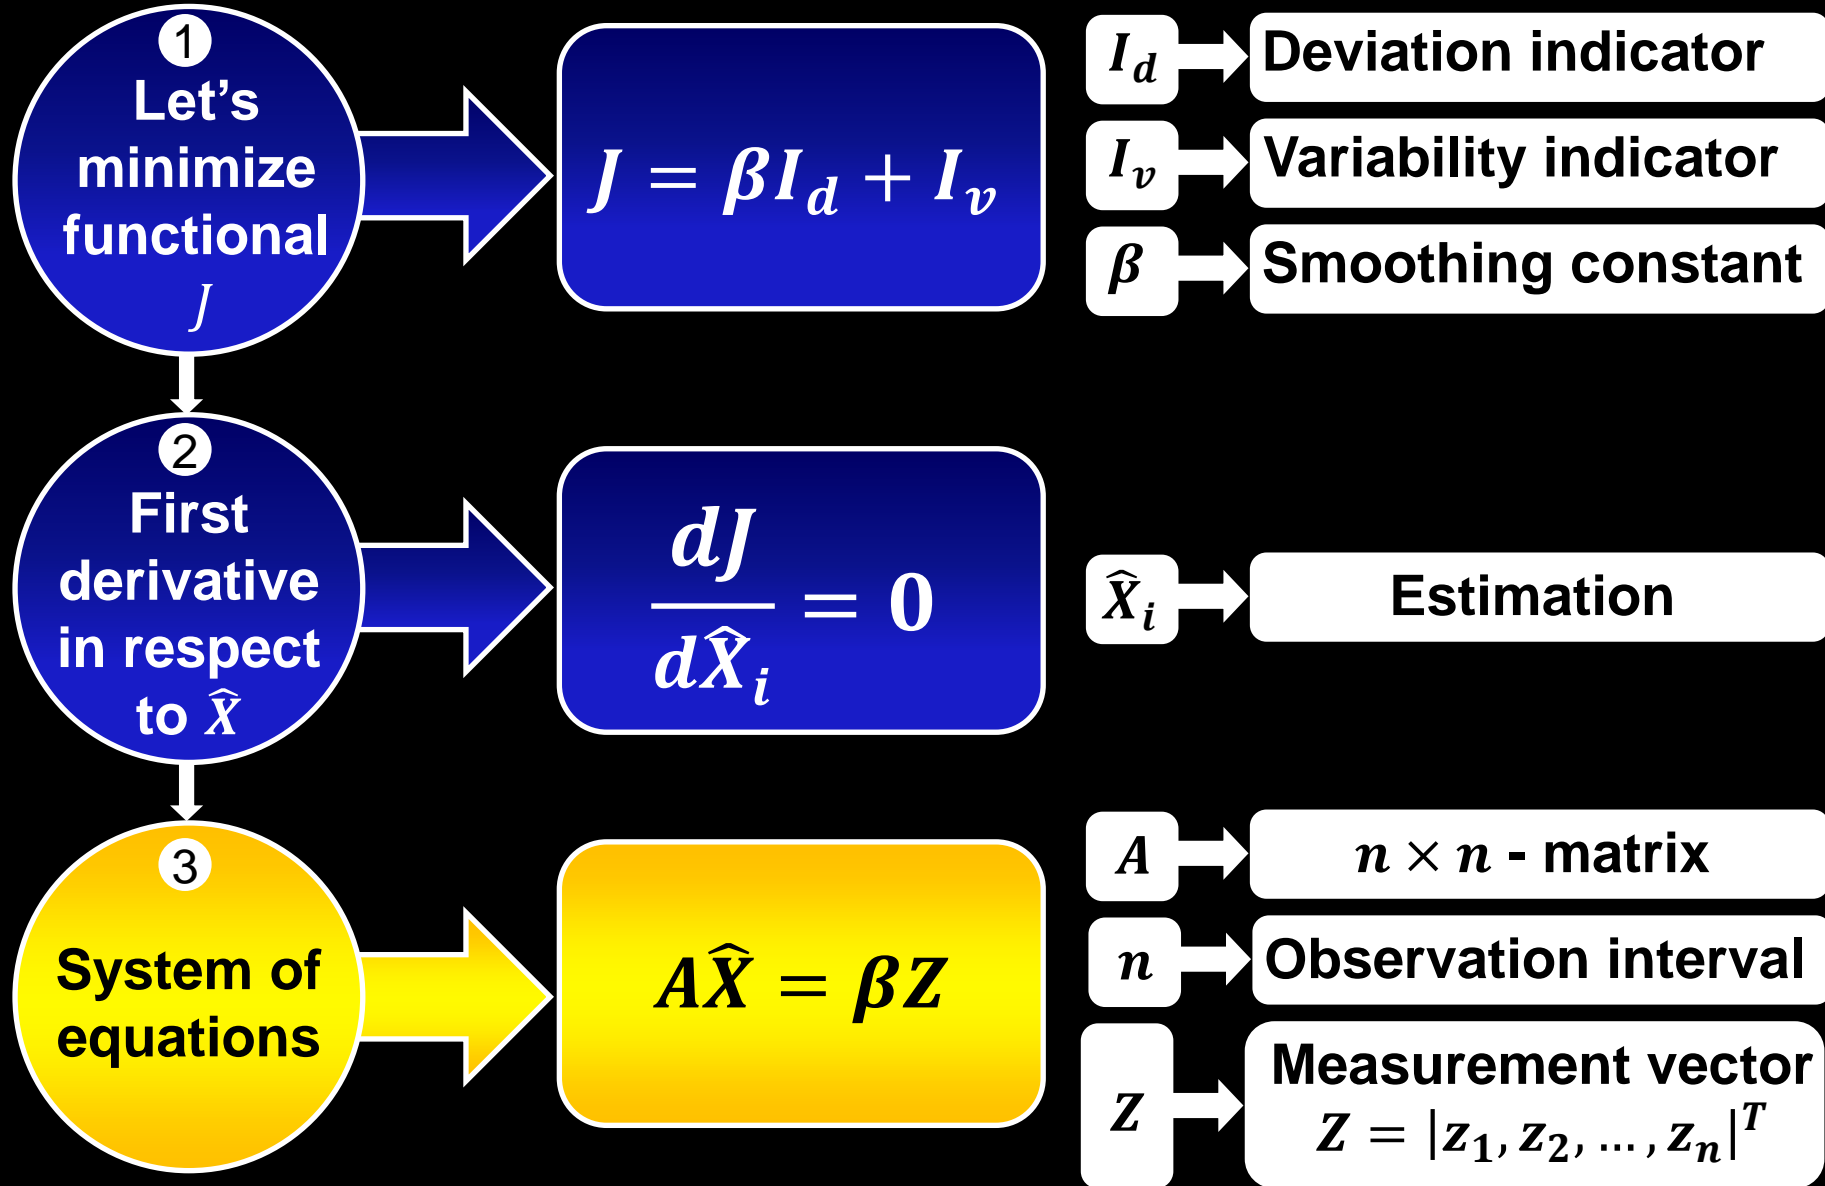 1
Let’s
minimize
functional
J
J = βI_d + I_v
I_d
Deviation indicator
I_v
Variability indicator
β
Smoothing constant
2
First
derivative
in respect
to X̂
dJ
dX̂_i
= 0
X̂_i
Estimation
3
System of
equations
AX̂ = βZ
A
n × n - matrix
n
Observation interval
Z
Measurement vector
Z = |z_1, z_2, … , z_n|^T